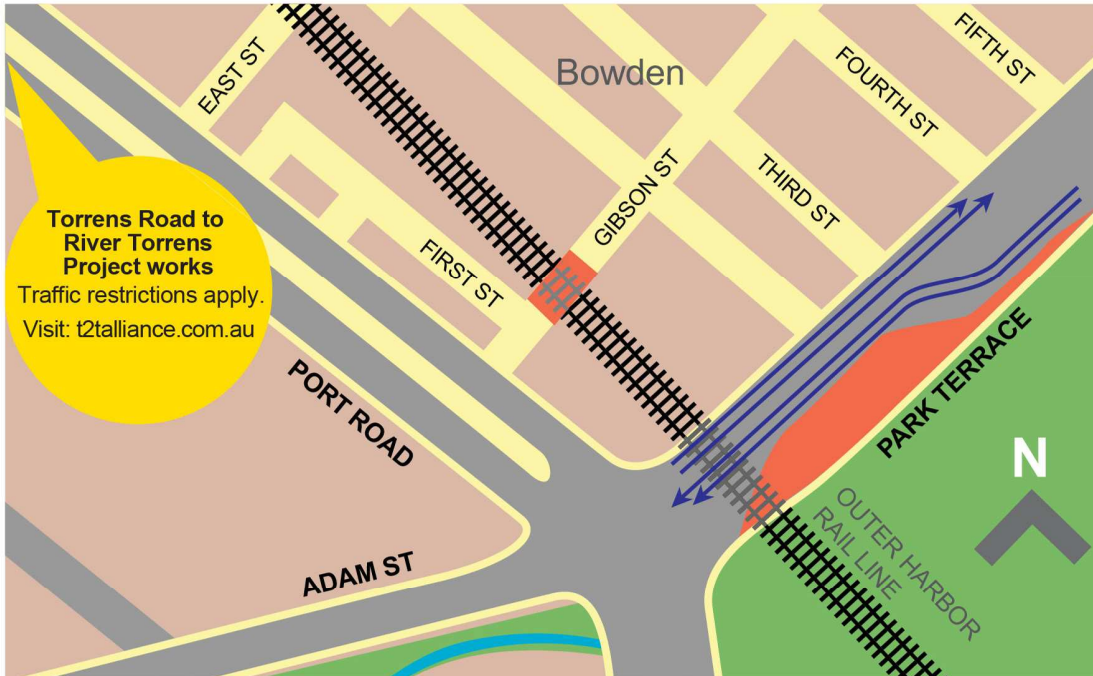 EAST ST
Bowden
FIFTH ST
FOURTH ST
THIRD ST
GIBSON ST
FIRST ST
Torrens Road to
River Torrens
Project works
Traffic restrictions apply.
Visit: t2talliance.com.au
PORT ROAD
PARK TERRACE
N
OUTER HARBOR
RAIL LINE
ADAM ST